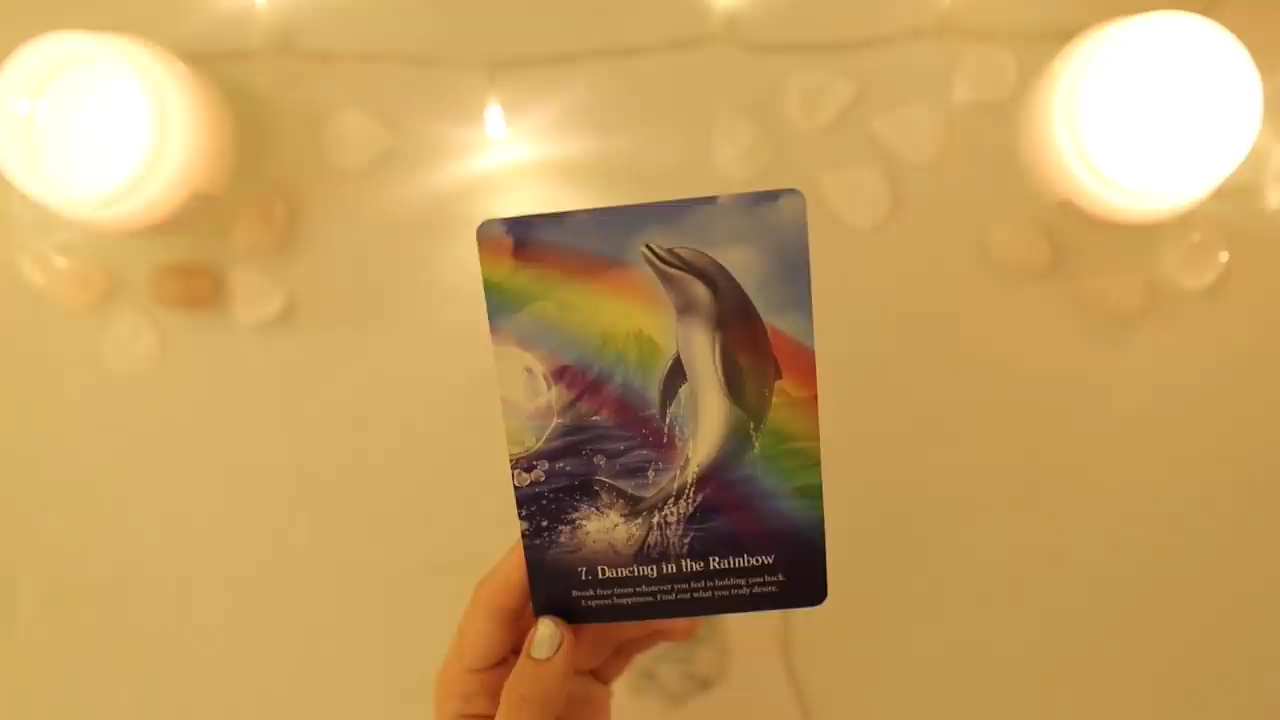 7. Dancing in the Rainbow
Break free from whatever you feel is holding you back.
Express happiness. Find out what you truly desire.